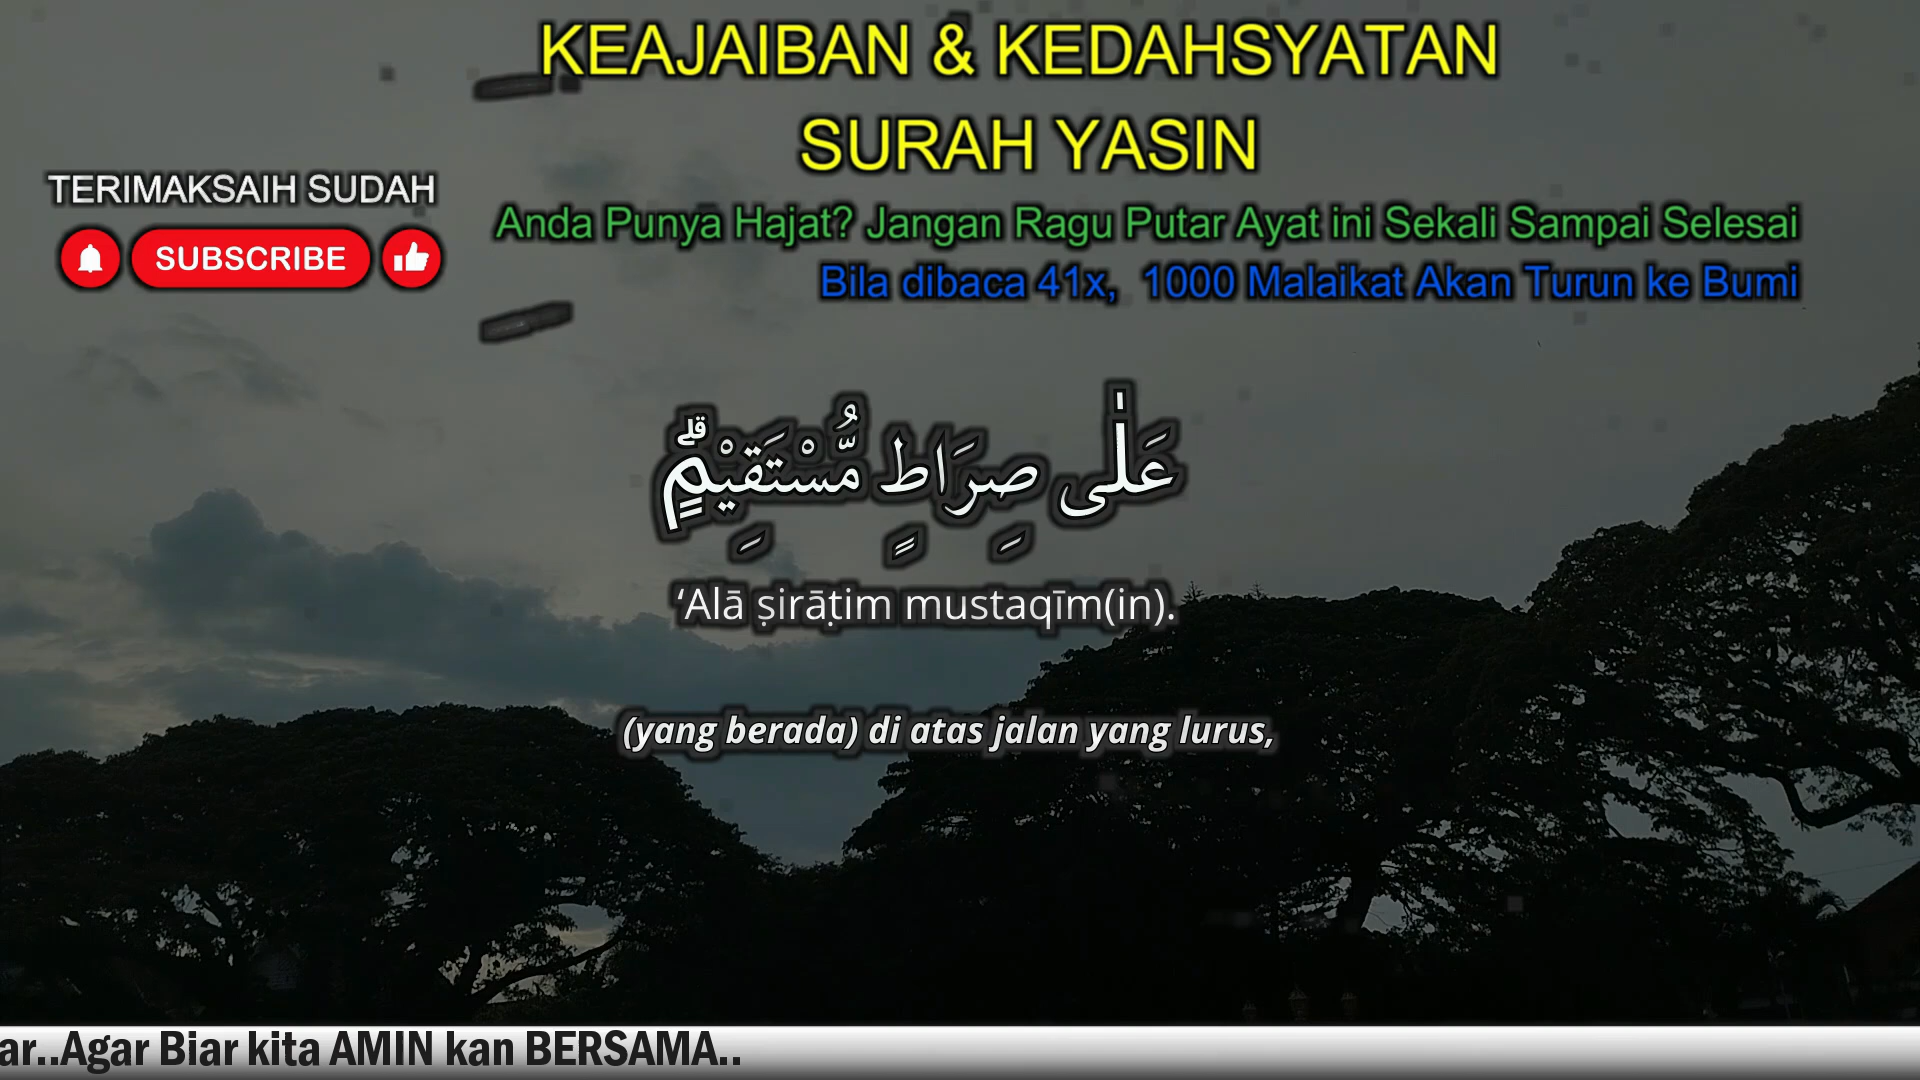 KEAJAIBAN & KEDAHSYATAN
SURAH YASIN
TERIMAKSAIH SUDAH
SUBSCRIBE
Anda Punya Hajat? Jangan Ragu Putar Ayat ini Sekali Sampai Selesai
Bila dibaca 41x, 1000 Malaikat Akan Turun ke Bumi
عَلٰى صِرَاطٍ مُّسْتَقِيْمٍۗ
‘Alā ṣirāṭim mustaqīm(in).
(yang berada) di atas jalan yang lurus,
ar..Agar Biar kita AMIN kan BERSAMA..